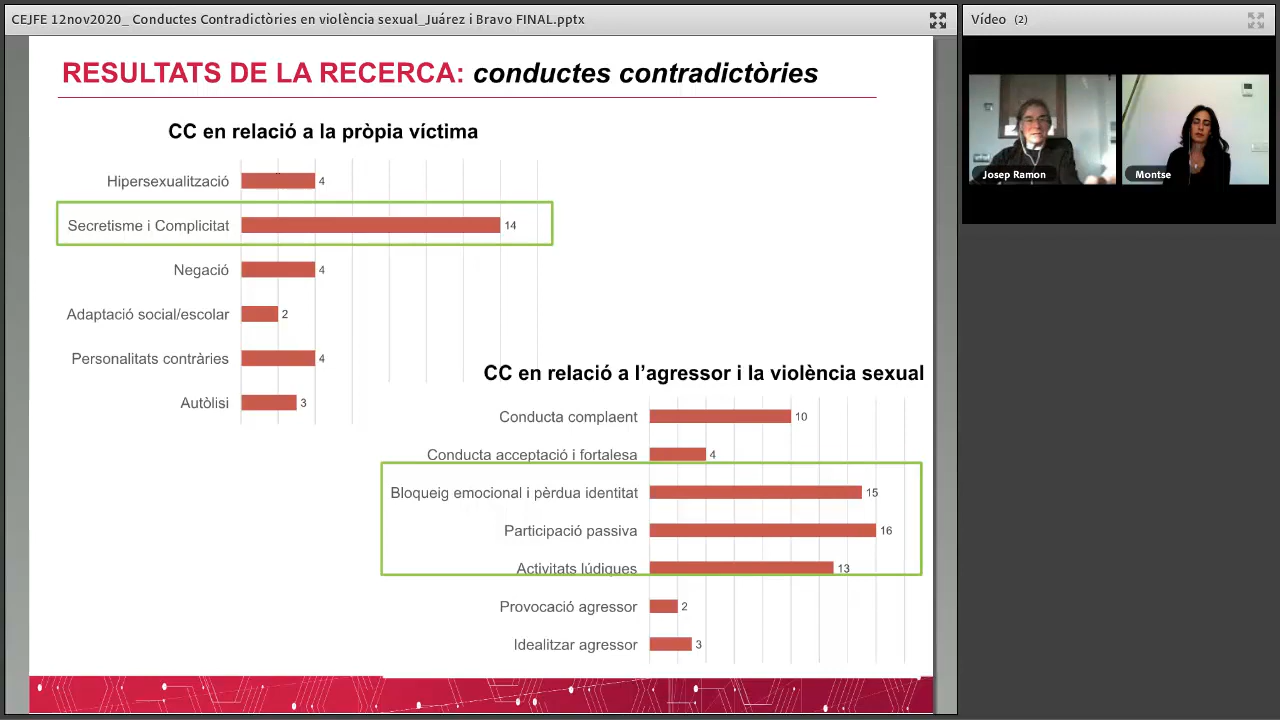 CEJFE 12nov2020_ Conductes Contradictòries en violència sexual_Juárez i Bravo FINAL.pptx
Vídeo (2)
RESULTATS DE LA RECERCA: conductes contradictòries
CC en relació a la pròpia víctima
Hipersexualització 4
Secretisme i Complicitat 14
Negació 4
Adaptació social/escolar 2
Personalitats contràries 4
Autòlisi 3
CC en relació a l’agressor i la violència sexual
Conducta complaent 10
Conducta acceptació i fortalesa 4
Bloqueig emocional i pèrdua identitat 15
Participació passiva 16
Activitats lúdiques 13
Provocació agressor 2
Idealitzar agressor 3
Josep Ramon
Montse